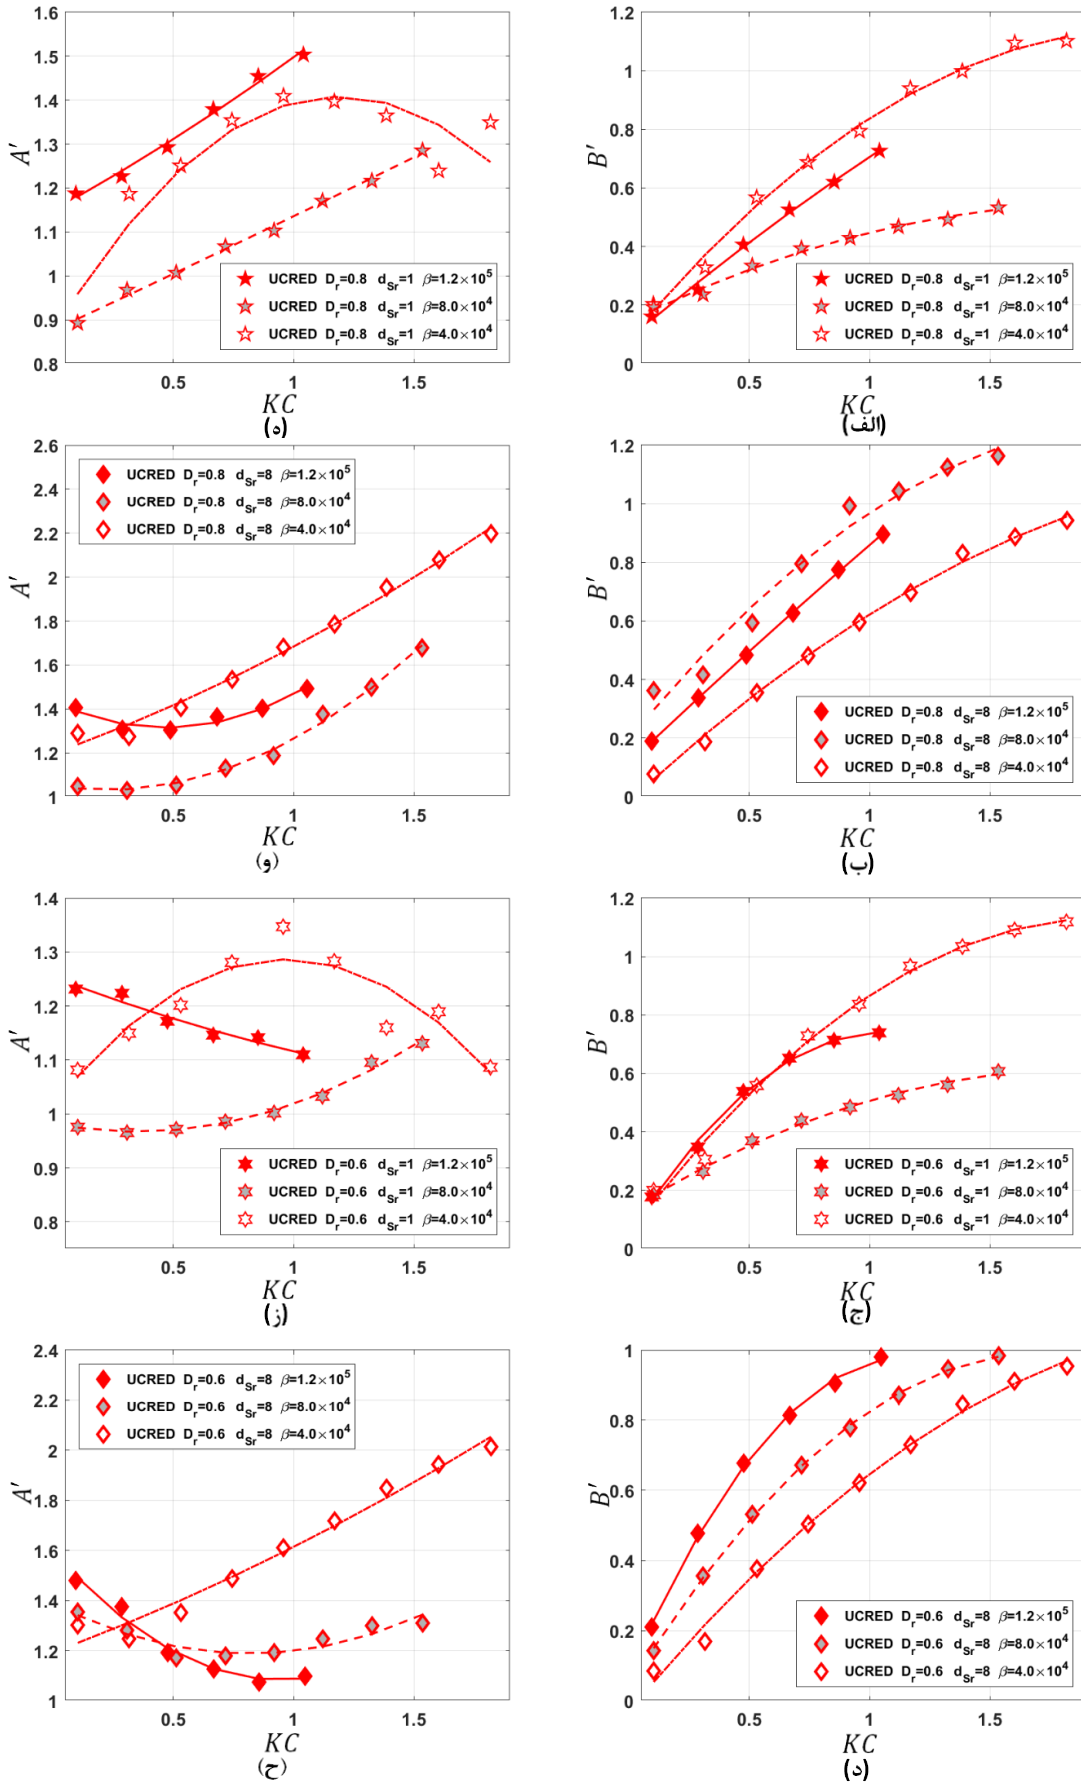 1.6
1.5
1.4
1.3
1.2
1.1
1
0.9
0.8
A′
UCRED D_r=0.8 d_Sr=1 β=1.2×10^5
UCRED D_r=0.8 d_Sr=1 β=8.0×10^4
UCRED D_r=0.8 d_Sr=1 β=4.0×10^4
0.5 1 1.5
KC
(ه)
1.2
1
0.8
0.6
0.4
0.2
0
B′
UCRED D_r=0.8 d_Sr=1 β=1.2×10^5
UCRED D_r=0.8 d_Sr=1 β=8.0×10^4
UCRED D_r=0.8 d_Sr=1 β=4.0×10^4
0.5 1 1.5
KC
(الف)
2.6
2.4
2.2
2
1.8
1.6
1.4
1.2
1
A′
UCRED D_r=0.8 d_Sr=8 β=1.2×10^5
UCRED D_r=0.8 d_Sr=8 β=8.0×10^4
UCRED D_r=0.8 d_Sr=8 β=4.0×10^4
0.5 1 1.5
KC
(و)
1.2
1
0.8
0.6
0.4
0.2
0
B′
UCRED D_r=0.8 d_Sr=8 β=1.2×10^5
UCRED D_r=0.8 d_Sr=8 β=8.0×10^4
UCRED D_r=0.8 d_Sr=8 β=4.0×10^4
0.5 1 1.5
KC
(ب)
1.4
1.3
1.2
1.1
1
0.9
0.8
A′
UCRED D_r=0.6 d_Sr=1 β=1.2×10^5
UCRED D_r=0.6 d_Sr=1 β=8.0×10^4
UCRED D_r=0.6 d_Sr=1 β=4.0×10^4
0.5 1 1.5
KC
(ز)
1.2
1
0.8
0.6
0.4
0.2
0
B′
UCRED D_r=0.6 d_Sr=1 β=1.2×10^5
UCRED D_r=0.6 d_Sr=1 β=8.0×10^4
UCRED D_r=0.6 d_Sr=1 β=4.0×10^4
0.5 1 1.5
KC
(ج)
2.4
2.2
2
1.8
1.6
1.4
1.2
1
A′
UCRED D_r=0.6 d_Sr=8 β=1.2×10^5
UCRED D_r=0.6 d_Sr=8 β=8.0×10^4
UCRED D_r=0.6 d_Sr=8 β=4.0×10^4
0.5 1 1.5
KC
(ح)
1
0.8
0.6
0.4
0.2
0
B′
UCRED D_r=0.6 d_Sr=8 β=1.2×10^5
UCRED D_r=0.6 d_Sr=8 β=8.0×10^4
UCRED D_r=0.6 d_Sr=8 β=4.0×10^4
0.5 1 1.5
KC
(د)